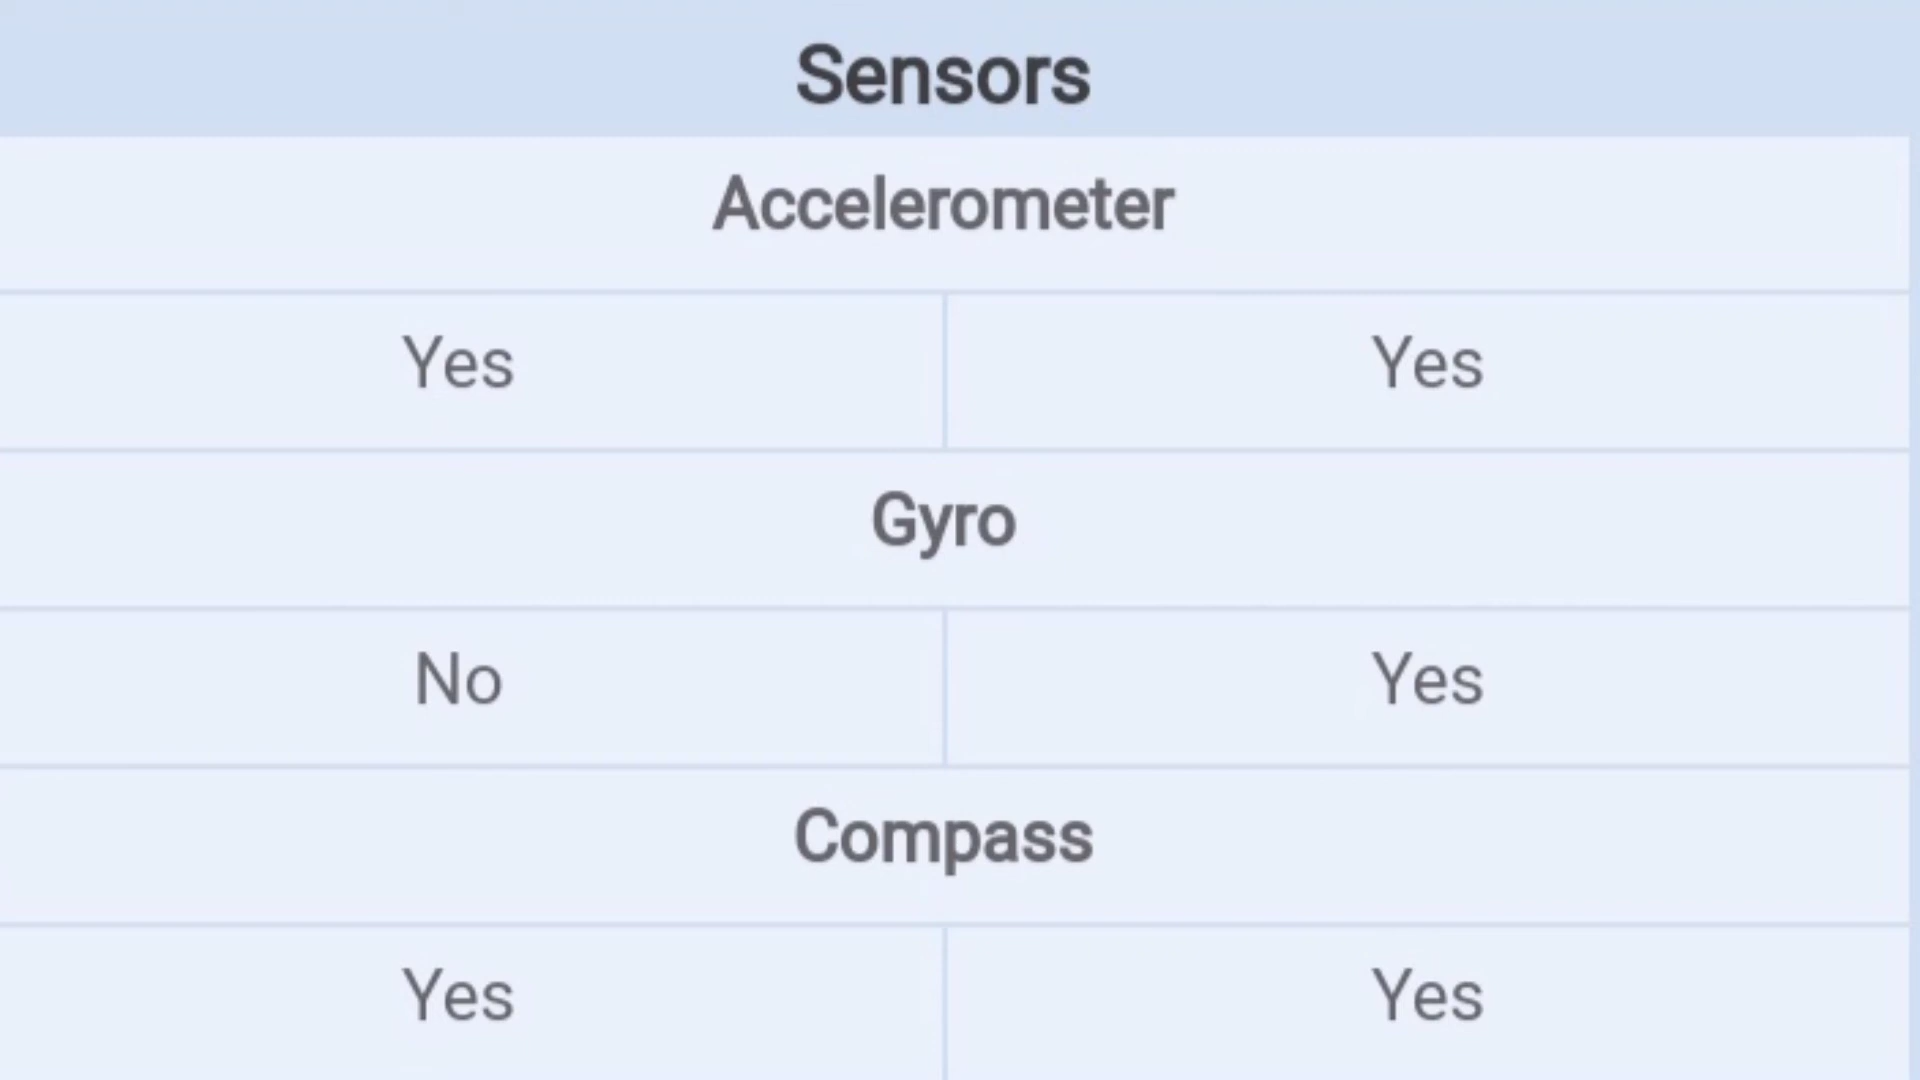 Sensors
Accelerometer
Yes Yes
Gyro
No Yes
Compass
Yes Yes